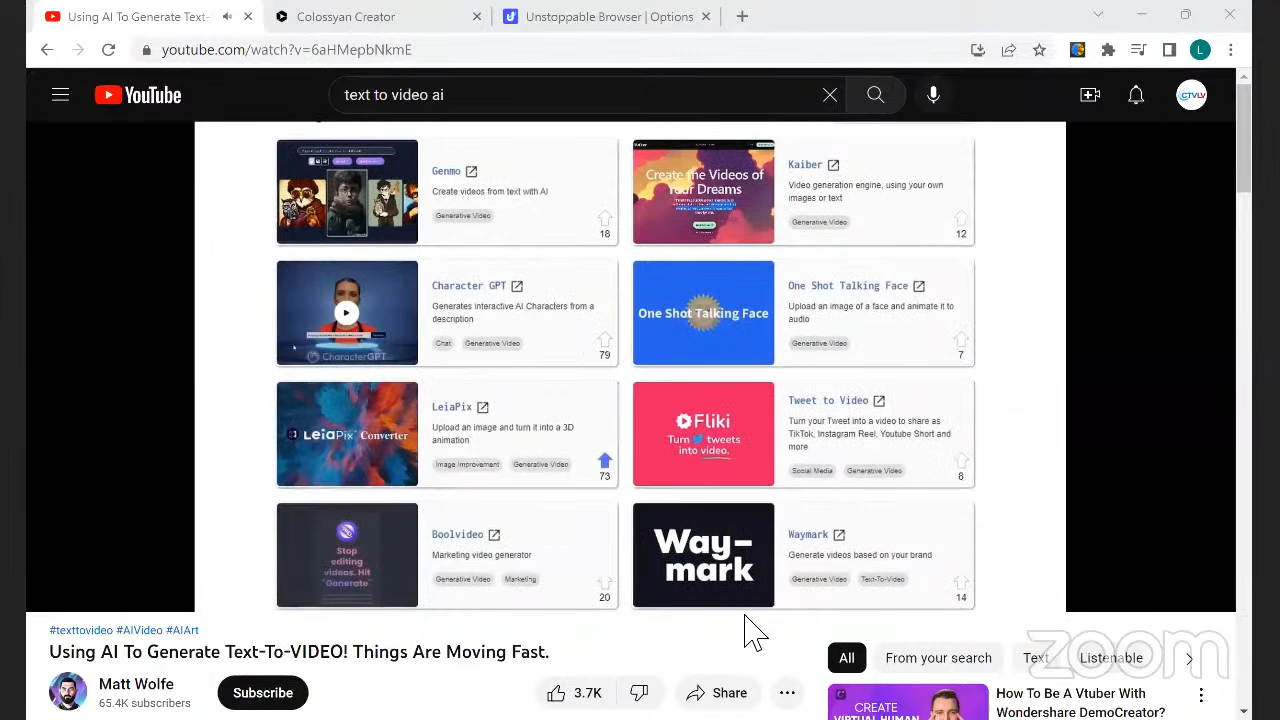 Using AI To Generate Text-
Colossyan Creator
Unstoppable Browser | Options
youtube.com/watch?v=6aHMepbNkmE
L
YouTube
text to video ai
CTVLV
Genmo
Create videos from text with AI
Generative Video
18
Kaiber
Create the Videos of
Your Dreams
Video generation engine, using your own
images or text
Generative Video
12
Character GPT
Generates interactive AI Characters from a
description
Chat
Generative Video
79
CharacterGPT
One Shot Talking Face
One Shot Talking Face
Upload an image of a face and animate it to
audio
Generative Video
7
LeiaPix
LeiaPix Converter
Upload an image and turn it into a 3D
animation
Image Improvement
Generative Video
73
Tweet to Video
Fliki
Turn tweets
into video.
Turn your Tweet into a video to share as
TikTok, Instagram Reel, Youtube Short and
more
Social Media
Generative Video
8
Boolvideo
Stop
editing
videos. Hit
"Generate"
Marketing video generator
Generative Video
Marketing
20
Way-
mark
Waymark
Generate videos based on your brand
Generative Video
Text-To-Video
14
#texttovideo #AIVideo #AIArt
Using AI To Generate Text-To-VIDEO! Things Are Moving Fast.
Matt Wolfe
65.4K subscribers
Subscribe
3.7K
Share
All
From your search
Text
Listenable
zoom
CREATE
VIRTUAL HUMAN
How To Be A Vtuber With
Wondershare DemoCreator?